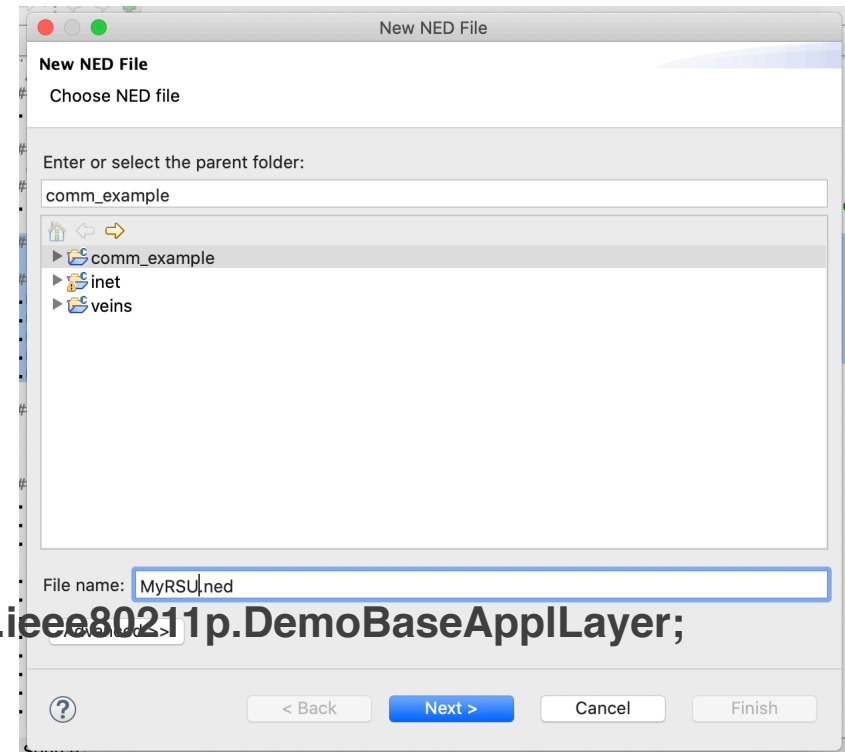 New NED File
New NED File
Choose NED file
Enter or select the parent folder:
comm_example
comm_example
inet
veins
File name: MyRSU.ned
.ieee80211p.DemoBaseApplLayer;
Advanced >>
? < Back Next > Cancel Finish